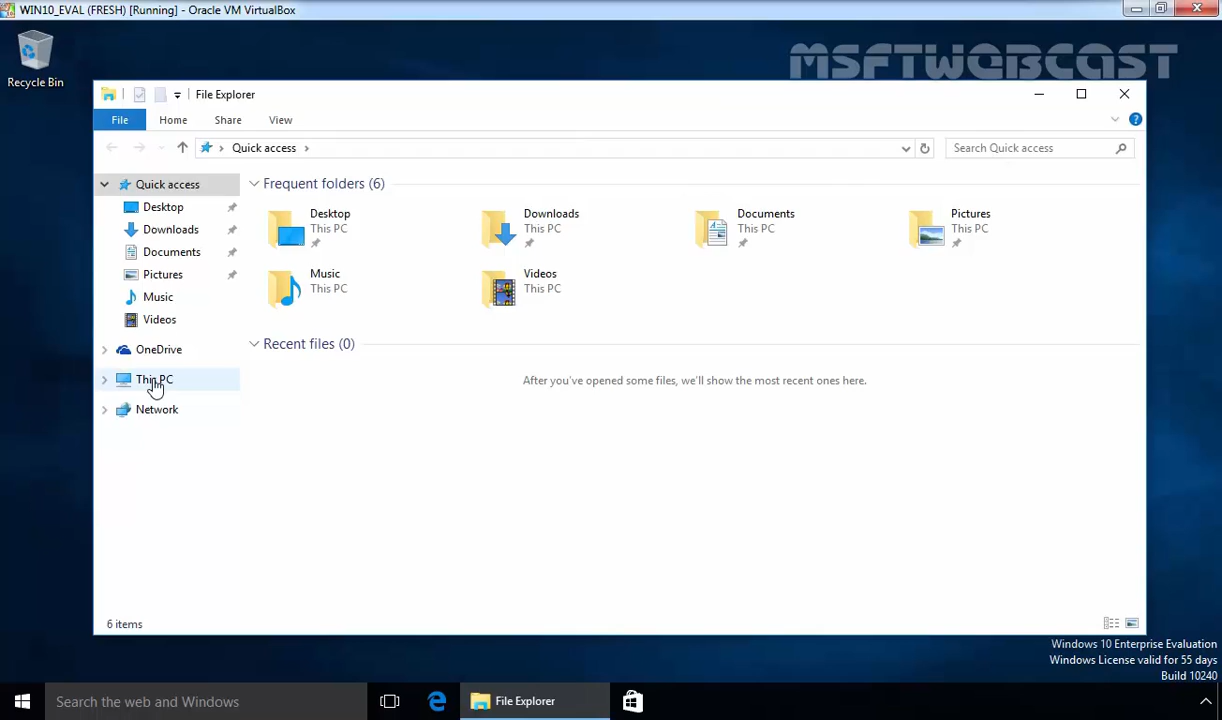 WIN10_EVAL (FRESH) [Running] - Oracle VM VirtualBox
Recycle Bin
MSFTWEBCAST
File Explorer
File Home Share View
Quick access
Search Quick access
Quick access
Desktop
Downloads
Documents
Pictures
Music
Videos
OneDrive
This PC
Network
Frequent folders (6)
Desktop
This PC
Downloads
This PC
Documents
This PC
Pictures
This PC
Music
This PC
Videos
This PC
Recent files (0)
After you've opened some files, we'll show the most recent ones here.
6 items
Windows 10 Enterprise Evaluation
Windows License valid for 55 days
Build 10240
Search the web and Windows
File Explorer